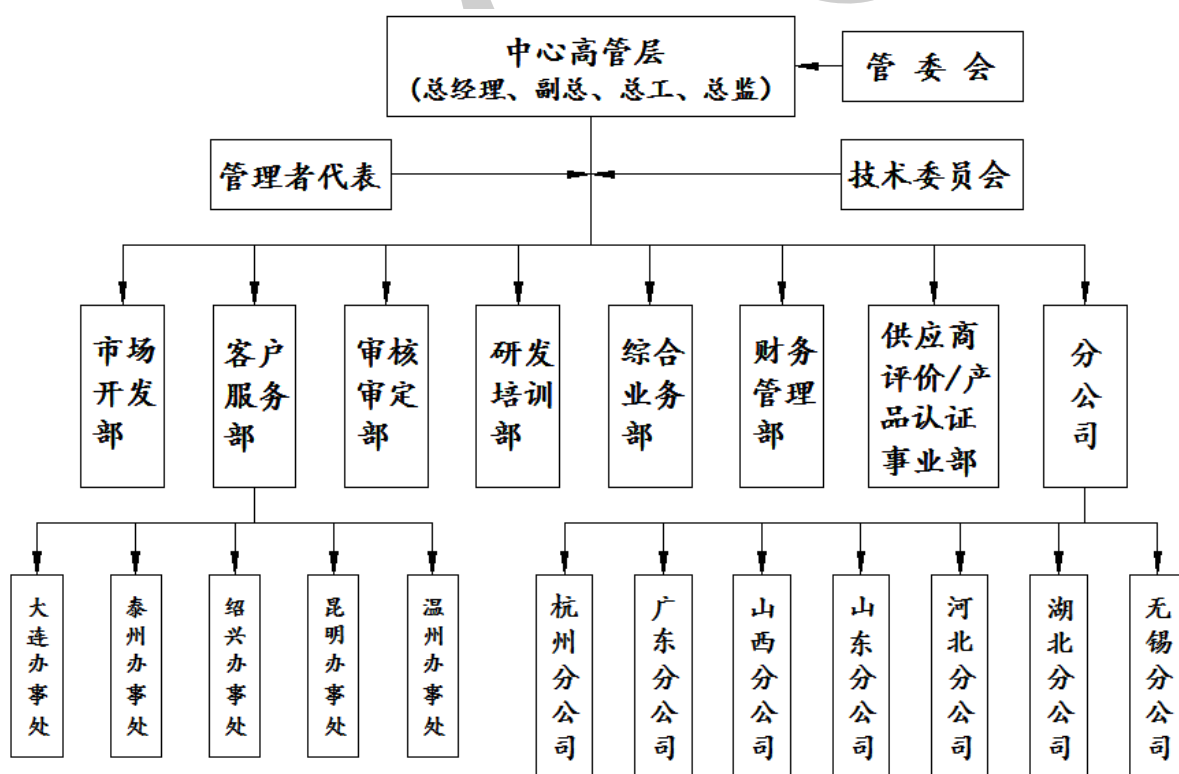 中心高管层
(总经理、副总、总工、总监)
管 委 会
管理者代表
技术委员会
市场
开发
部
客户
服务
部
审核
审定
部
研发
培训
部
综合
业务
部
财务
管理
部
供应商
评价/产
品认证
事业部
分
公
司
大
连
办
事
处
泰
州
办
事
处
绍
兴
办
事
处
昆
明
办
事
处
温
州
办
事
处
杭
州
分
公
司
广
东
分
公
司
山
西
分
公
司
山
东
分
公
司
河
北
分
公
司
湖
北
分
公
司
无
锡
分
公
司